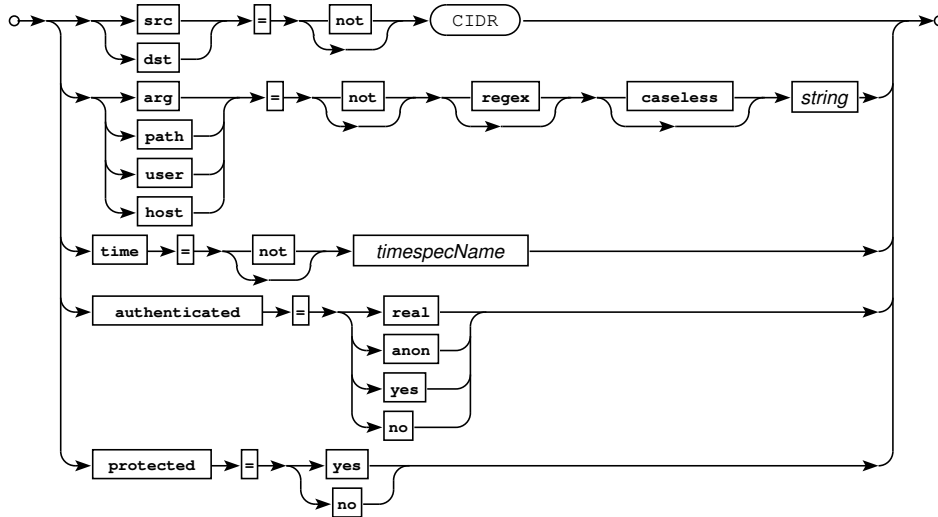 src = not CIDR
dst
arg = not regex caseless string
path
user
host
time = not timespecName
authenticated = real
anon
yes
no
protected = yes
no